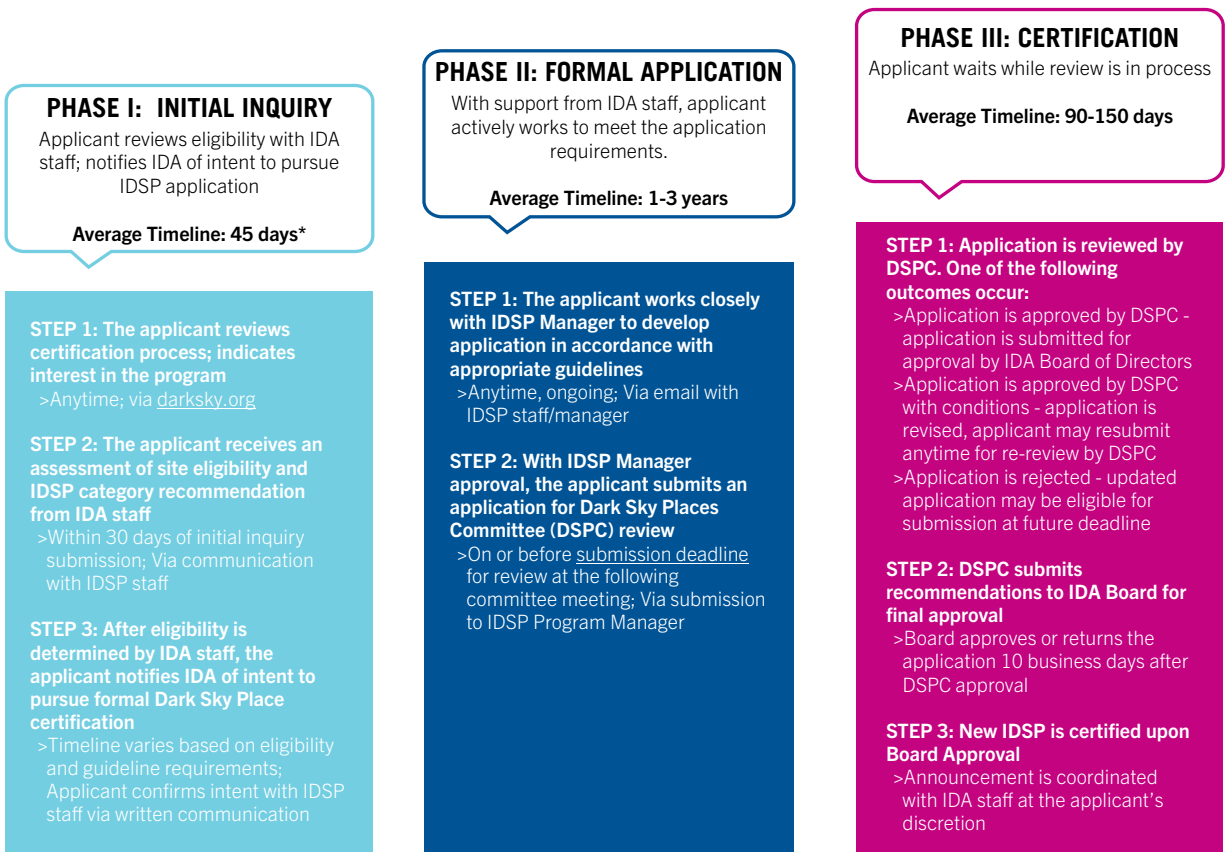 PHASE I: INITIAL INQUIRY
Applicant reviews eligibility with IDA
staff; notifies IDA of intent to pursue
IDSP application
Average Timeline: 45 days*
STEP 1: The applicant reviews
certification process; indicates
interest in the program
>Anytime; via darksky.org
STEP 2: The applicant receives an
assessment of site eligibility and
IDSP category recommendation
from IDA staff
>Within 30 days of initial inquiry
submission; Via communication
with IDSP staff
STEP 3: After eligibility is
determined by IDA staff, the
applicant notifies IDA of intent to
pursue formal Dark Sky Place
certification
>Timeline varies based on eligibility
and guideline requirements;
Applicant confirms intent with IDSP
staff via written communication
PHASE II: FORMAL APPLICATION
With support from IDA staff, applicant
actively works to meet the application
requirements.
Average Timeline: 1-3 years
STEP 1: The applicant works closely
with IDSP Manager to develop
application in accordance with
appropriate guidelines
>Anytime, ongoing; Via email with
IDSP staff/manager
STEP 2: With IDSP Manager
approval, the applicant submits an
application for Dark Sky Places
Committee (DSPC) review
>On or before submission deadline
for review at the following
committee meeting; Via submission
to IDSP Program Manager
PHASE III: CERTIFICATION
Applicant waits while review is in process
Average Timeline: 90-150 days
STEP 1: Application is reviewed by
DSPC. One of the following
outcomes occur:
>Application is approved by DSPC -
application is submitted for
approval by IDA Board of Directors
>Application is approved by DSPC
with conditions - application is
revised, applicant may resubmit
anytime for re-review by DSPC
>Application is rejected - updated
application may be eligible for
submission at future deadline
STEP 2: DSPC submits
recommendations to IDA Board for
final approval
>Board approves or returns the
application 10 business days after
DSPC approval
STEP 3: New IDSP is certified upon
Board Approval
>Announcement is coordinated
with IDA staff at the applicant's
discretion